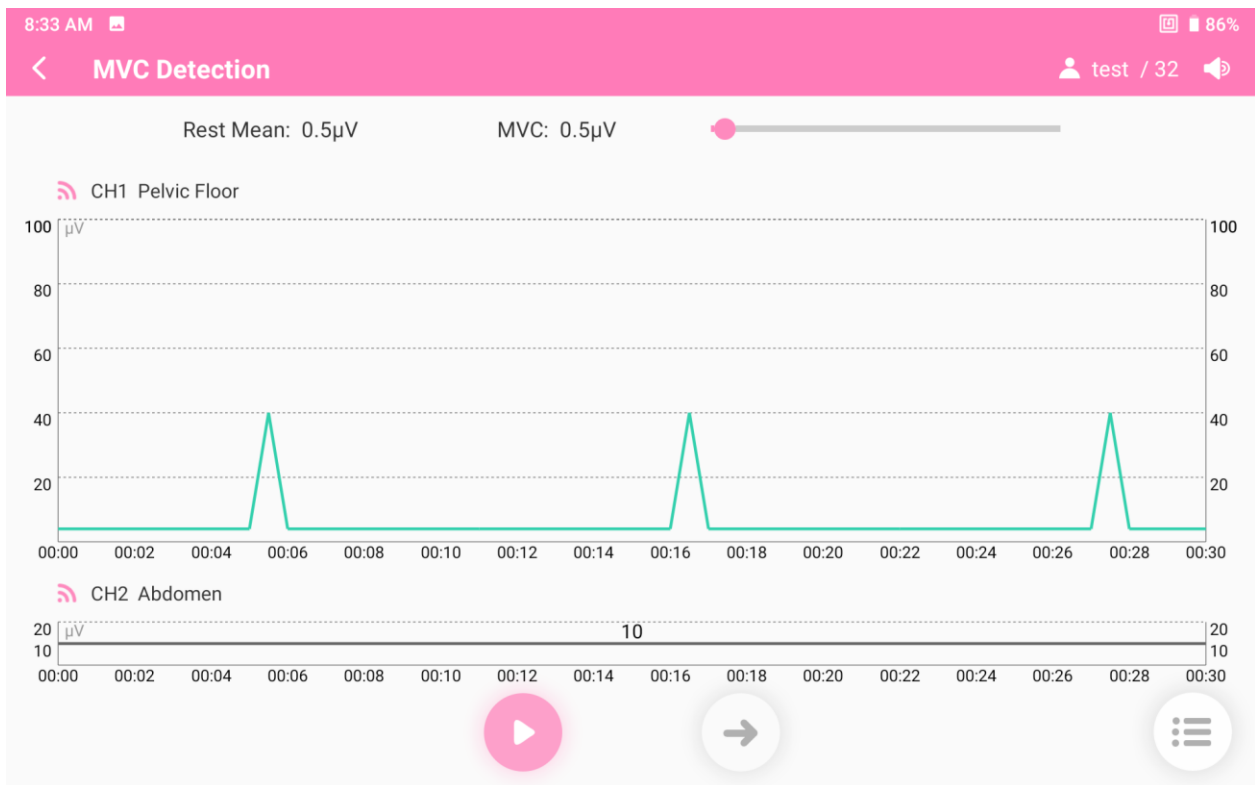 8:33 AM 86%
MVC Detection test / 32
Rest Mean: 0.5µV MVC: 0.5µV
CH1 Pelvic Floor
100 µV 100
80 80
60 60
40 40
20 20
00:00 00:02 00:04 00:06 00:08 00:10 00:12 00:14 00:16 00:18 00:20 00:22 00:24 00:26 00:28 00:30
CH2 Abdomen
20 µV 10 20
10 10
00:00 00:02 00:04 00:06 00:08 00:10 00:12 00:14 00:16 00:18 00:20 00:22 00:24 00:26 00:28 00:30